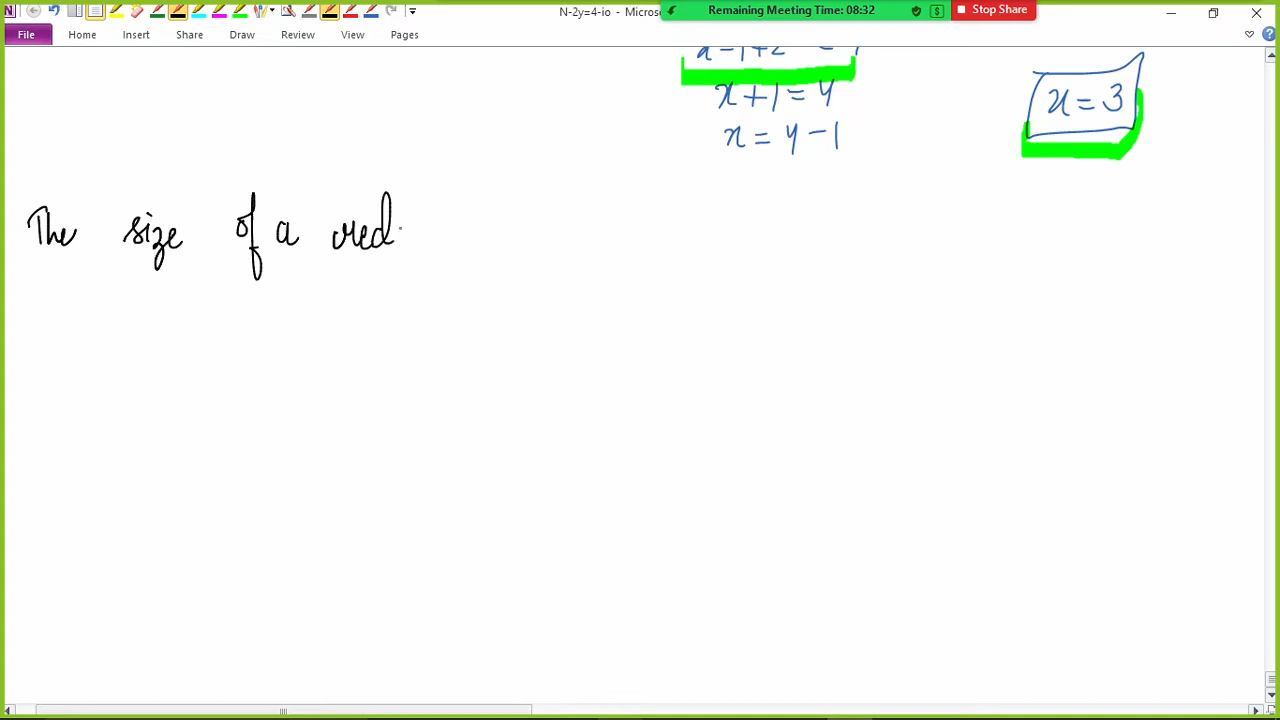 N-2y=4-io - Microso
Remaining Meeting Time: 08:32
Stop Share
File Home Insert Share Draw Review View Pages
x+1=4
x=4-1
x=3
The size of a red